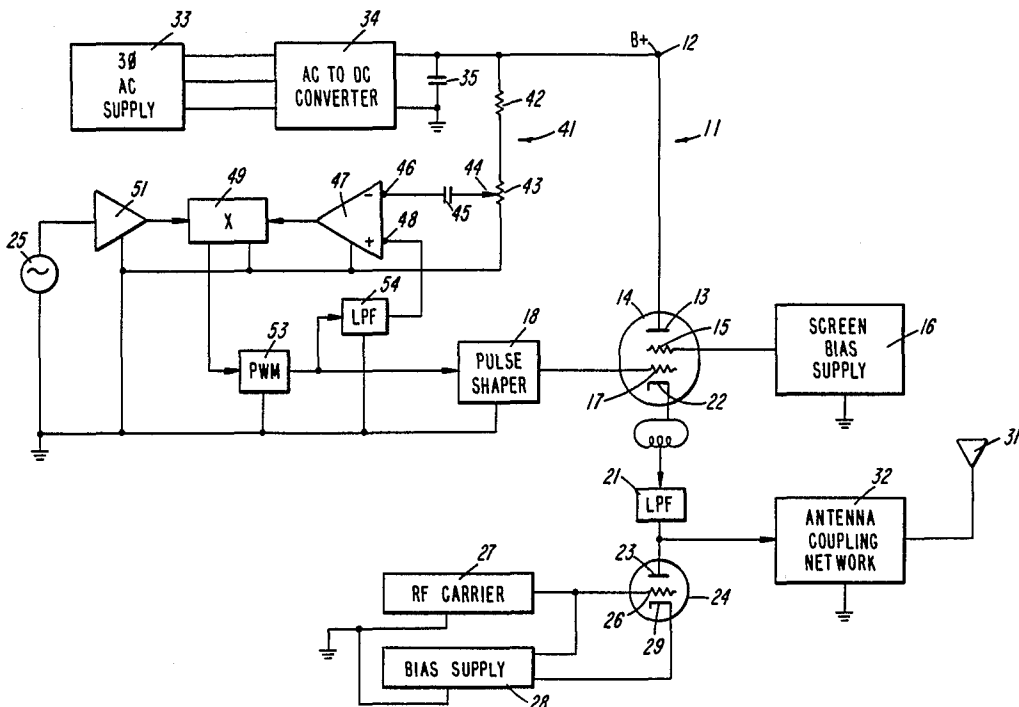 33
34
B+
12
3Ø
AC
SUPPLY
AC TO DC
CONVERTER
35
42
41
11
51
49
47
46
44
43
X
−
+
45
48
25
54
LPF
53
PWM
18
PULSE
SHAPER
14
13
15
17
22
SCREEN
BIAS
SUPPLY
16
31
21
LPF
32
ANTENNA
COUPLING
NETWORK
27
RF CARRIER
23
26
24
29
BIAS SUPPLY
28